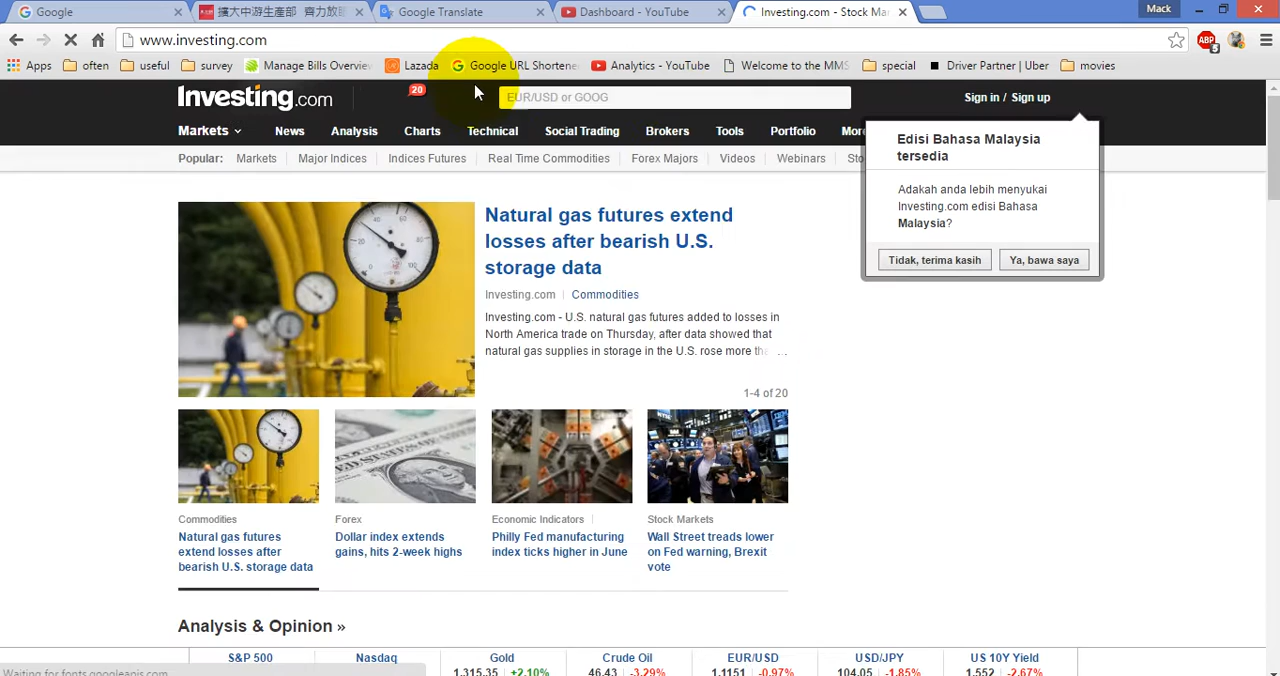 Google
擴大中游生產部
Google Translate
Dashboard - YouTube
Investing.com - Stock Ma
Mack
www.investing.com
ABP
5
Apps
often
useful
survey
Manage Bills Overvie
Lazada
Google URL Shortene
Analytics - YouTube
Welcome to the MMS
special
Driver Partner | Uber
movies
Investing.com
20
EUR/USD or GOOG
Sign in / Sign up
Markets
News
Analysis
Charts
Technical
Social Trading
Brokers
Tools
Portfolio
More
Popular:
Markets
Major Indices
Indices Futures
Real Time Commodities
Forex Majors
Videos
Webinars
Sto
Edisi Bahasa Malaysia
tersedia
Adakah anda lebih menyukai
Investing.com edisi Bahasa
Malaysia?
Tidak, terima kasih
Ya, bawa saya
Natural gas futures extend
losses after bearish U.S.
storage data
Investing.com
Commodities
Investing.com - U.S. natural gas futures added to losses in
North America trade on Thursday, after data showed that
natural gas supplies in storage in the U.S. rose more th ...
1-4 of 20
Commodities
Natural gas futures
extend losses after
bearish U.S. storage data
Forex
Dollar index extends
gains, hits 2-week highs
Economic Indicators
Philly Fed manufacturing
index ticks higher in June
Stock Markets
Wall Street treads lower
on Fed warning, Brexit
vote
Analysis & Opinion »
S&P 500
Nasdaq
Gold
1,315.35 +2.10%
Crude Oil
46.43 -3.29%
EUR/USD
1.1151 -0.97%
USD/JPY
104.05 -1.85%
US 10Y Yield
1.552 -2.67%
Waiting for fonts.googleapis.com